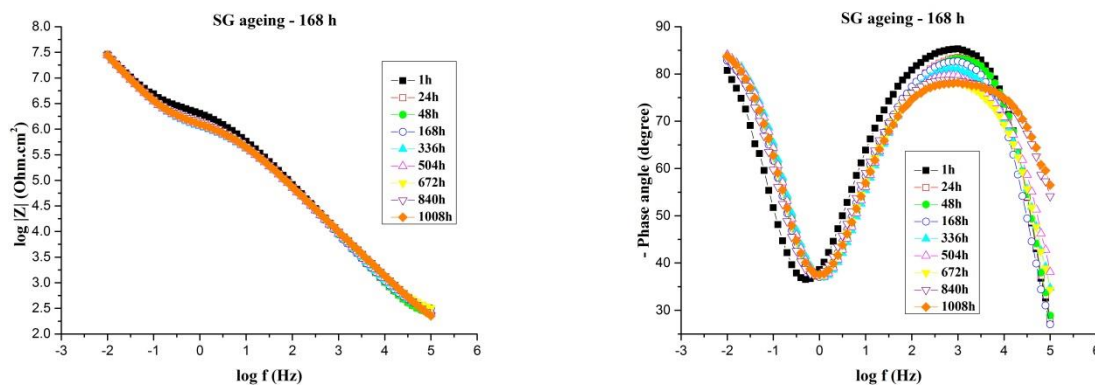 SG ageing - 168 h
log |Z| (Ohm.cm²)
8.0
7.5
7.0
6.5
6.0
5.5
5.0
4.5
4.0
3.5
3.0
2.5
2.0
1h
24h
48h
168h
336h
504h
672h
840h
1008h
-3 -2 -1 0 1 2 3 4 5 6
log f (Hz)
SG ageing - 168 h
- Phase angle (degree)
90
80
70
60
50
40
30
1h
24h
48h
168h
336h
504h
672h
840h
1008h
-3 -2 -1 0 1 2 3 4 5 6
log f (Hz)